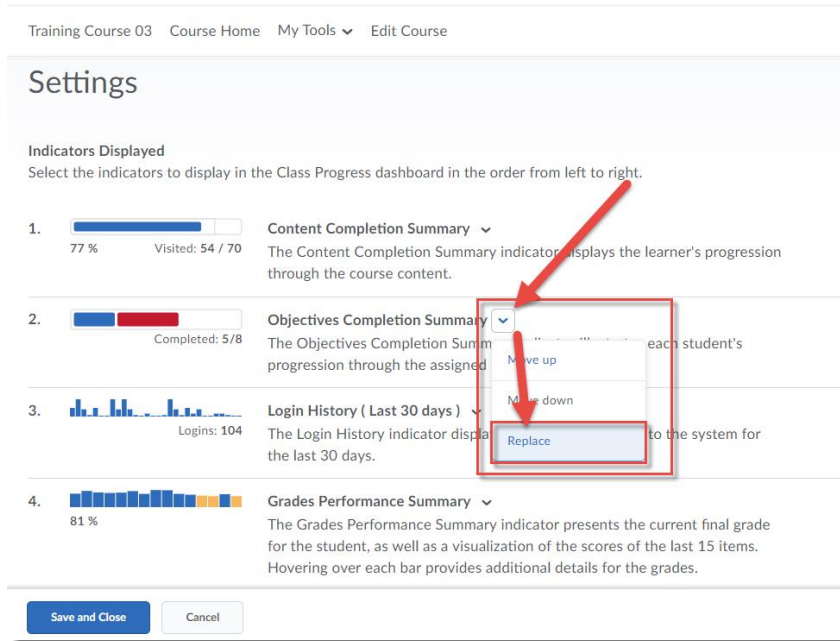 Training Course 03 Course Home My Tools Edit Course
Settings
Indicators Displayed
Select the indicators to display in the Class Progress dashboard in the order from left to right.
1.
77 % Visited: 54 / 70
Content Completion Summary
The Content Completion Summary indicator displays the learner's progression
through the course content.
2.
Completed: 5/8
Objectives Completion Summary
The Objectives Completion each student's
progression through the assigned
Move up
Move down
Replace
3.
Logins: 104
Login History ( Last 30 days )
The Login History indicator to the system for
the last 30 days.
4.
81 %
Grades Performance Summary
The Grades Performance Summary indicator presents the current final grade
for the student, as well as a visualization of the scores of the last 15 items.
Hovering over each bar provides additional details for the grades.
Save and Close Cancel